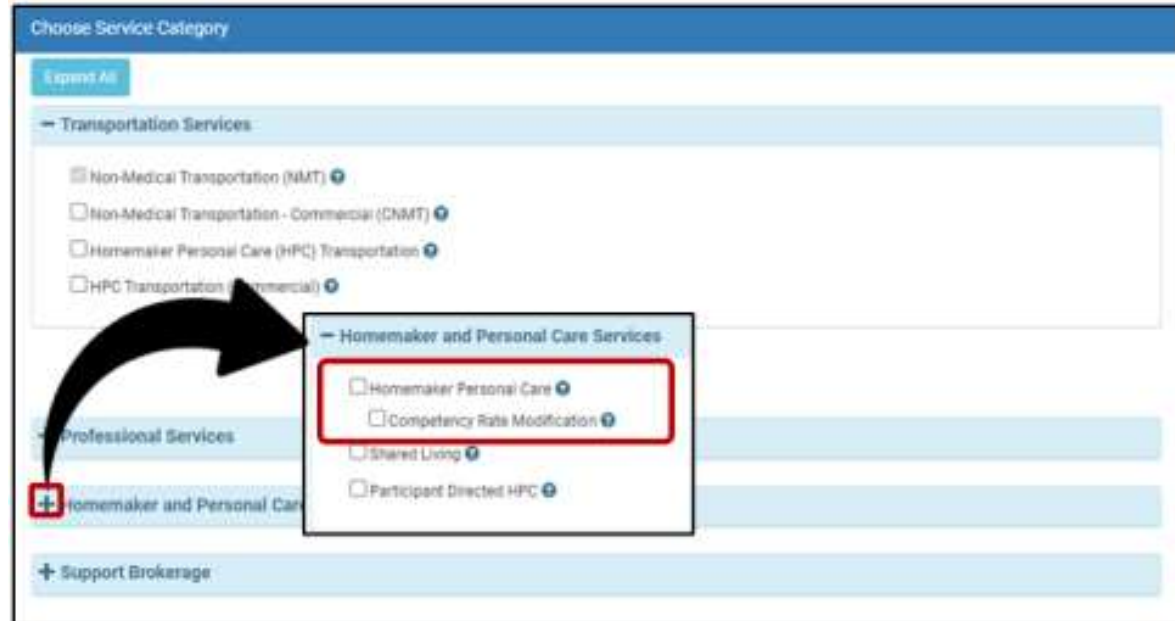 Choose Service Category
Expand All
Transportation Services
Non-Medical Transportation (NMT)
Non-Medical Transportation - Commercial (CNMT)
Homemaker Personal Care (HPC) Transportation
HPC Transportation
Homemaker and Personal Care Services
Homemaker Personal Care
Competency Rate Modification
Shared Living
Participant Directed HPC
Professional Services
Homemaker and Personal
Support Brokerage